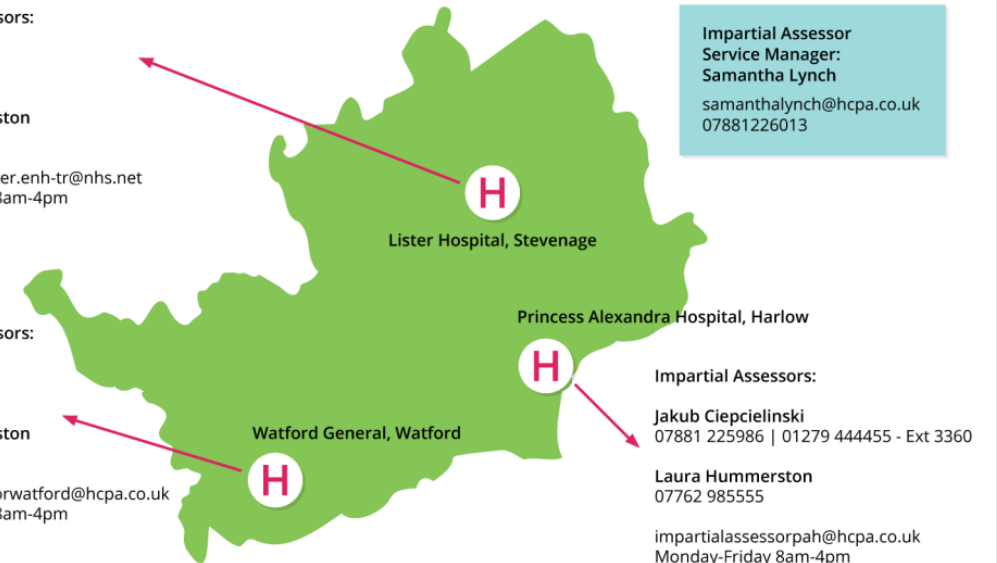 sors:
ston
er.enh-tr@nhs.net
8am-4pm
Impartial Assessor
Service Manager:
Samantha Lynch
samanthalynch@hcpa.co.uk
07881226013
H
Lister Hospital, Stevenage
Princess Alexandra Hospital, Harlow
H
sors:
ston
orwatford@hcpa.co.uk
8am-4pm
Watford General, Watford
H
Impartial Assessors:
Jakub Ciepcielinski
07881 225986 | 01279 444455 - Ext 3360
Laura Hummerston
07762 985555
impartialassessorpah@hcpa.co.uk
Monday-Friday 8am-4pm